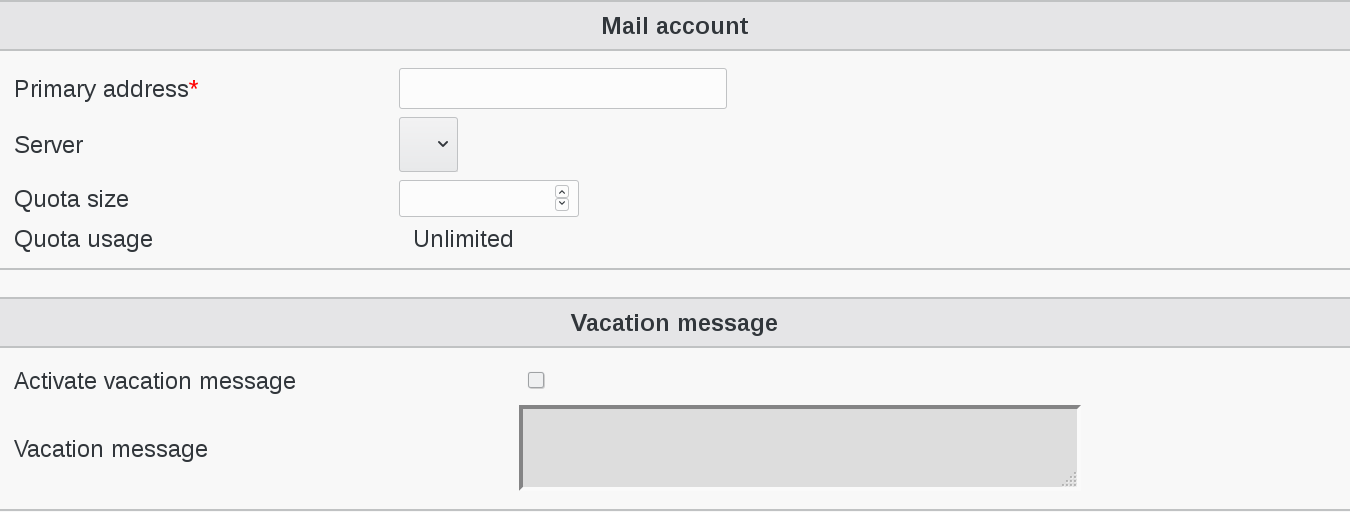 Mail account
Primary address*
Server
Quota size
Quota usage Unlimited
Vacation message
Activate vacation message
Vacation message